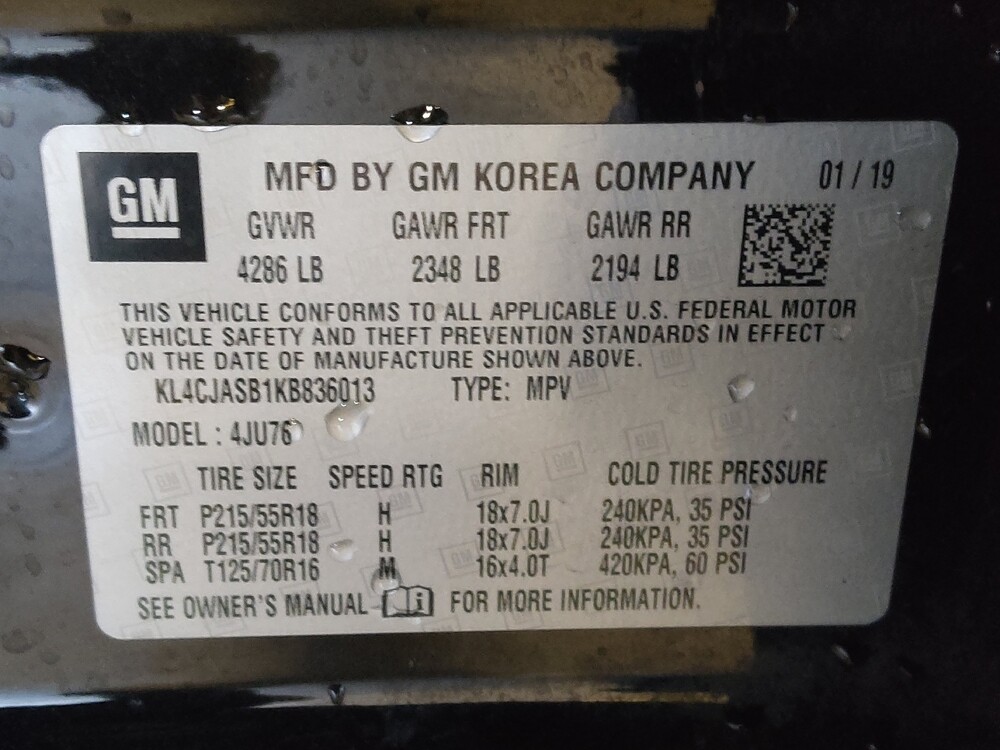 GM
MFD BY GM KOREA COMPANY 01 / 19
GVWR GAWR FRT GAWR RR
4286 LB 2348 LB 2194 LB
THIS VEHICLE CONFORMS TO ALL APPLICABLE U.S. FEDERAL MOTOR
VEHICLE SAFETY AND THEFT PREVENTION STANDARDS IN EFFECT
ON THE DATE OF MANUFACTURE SHOWN ABOVE.
KL4CJASB1KB836013 TYPE: MPV
MODEL : 4JU76
TIRE SIZE SPEED RTG RIM COLD TIRE PRESSURE
FRT P215/55R18 H 18x7.0J 240KPA, 35 PSI
RR P215/55R18 H 18x7.0J 240KPA, 35 PSI
SPA T125/70R16 M 16x4.0T 420KPA, 60 PSI
SEE OWNER'S MANUAL i FOR MORE INFORMATION.